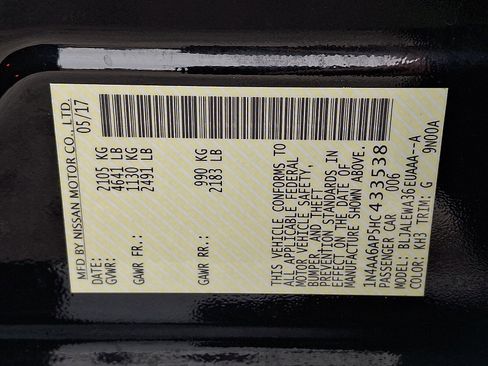 MFD BY NISSAN MOTOR CO., LTD.
DATE: 05/17
GVWR: 2105 KG
4641 LB
GAWR FR.: 1130 KG
2491 LB
GAWR RR.: 990 KG
2183 LB
THIS VEHICLE CONFORMS TO
ALL APPLICABLE FEDERAL
MOTOR VEHICLE SAFETY,
BUMPER, AND THEFT
PREVENTION STANDARDS IN
EFFECT ON THE DATE OF
MANUFACTURE SHOWN ABOVE.
1N4AA6AP5HC433538
PASSENGER CAR 006
MODEL: BLJALEWA36EUAAA--A
COLOR: KH3 TRIM: G 9N00A